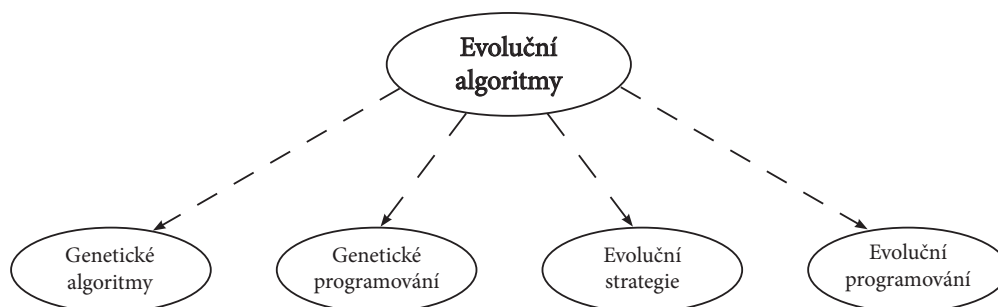 Evoluční
algoritmy
Genetické
algoritmy
Genetické
programování
Evoluční
strategie
Evoluční
programování